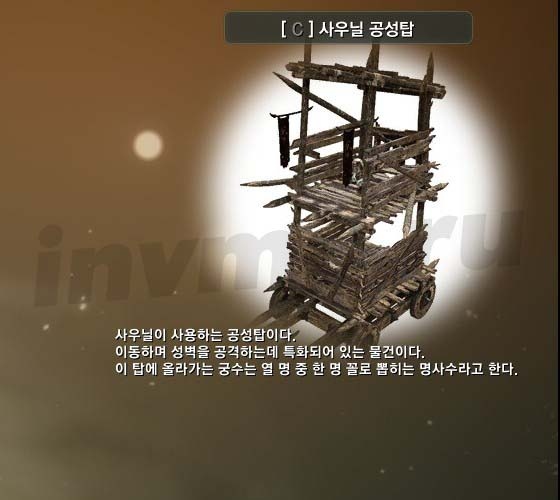 [ C ] 사우닐 공성탑
사우닐이 사용하는 공성탑이다.
이동하며 성벽을 공격하는데 특화되어 있는 물건이다.
이 탑에 올라가는 궁수는 열 명 중 한 명 꼴로 뽑히는 명사수라고 한다.